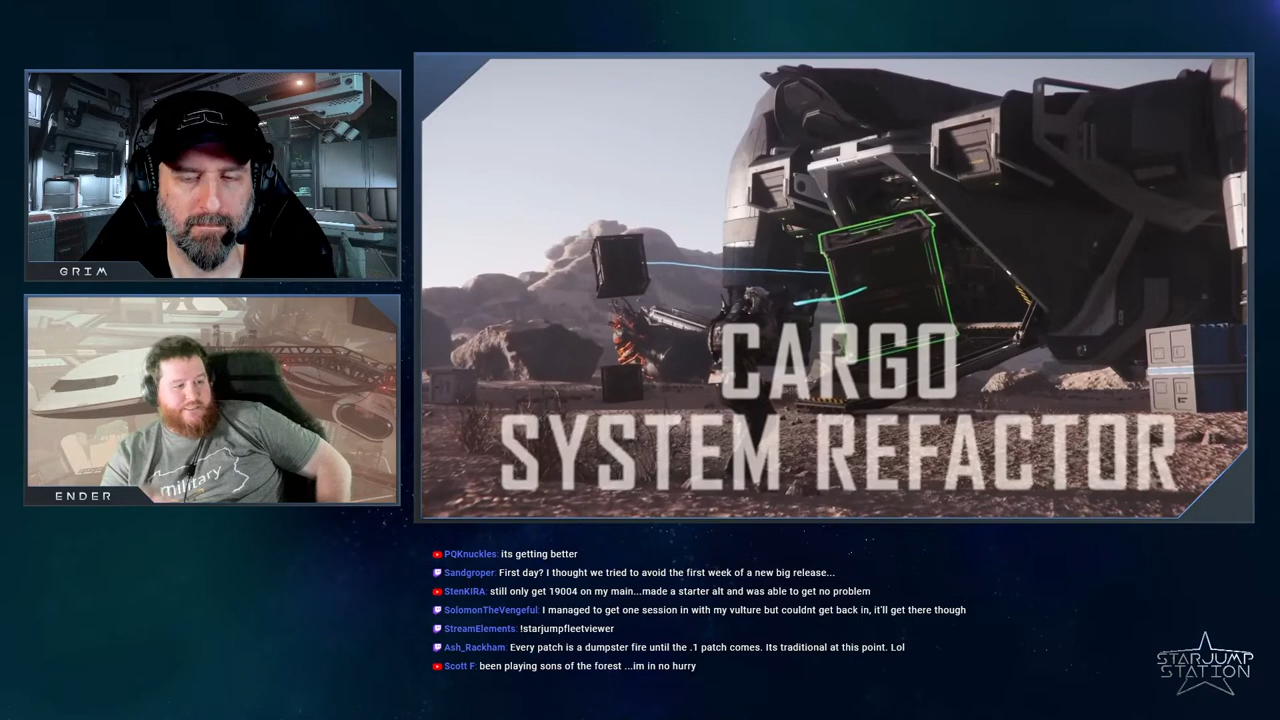 GRIM
ENDER
military
CARGO
SYSTEM REFACTOR
PQKnuckles: its getting better
Sandgroper: First day? I thought we tried to avoid the first week of a new big release...
StenKIRA: still only get 19004 on my main...made a starter alt and was able to get no problem
SolomonTheVengeful: I managed to get one session in with my vulture but couldnt get back in, it'll get there though
StreamElements: !starjumpfleetviewer
Ash_Rackham: Every patch is a dumpster fire until the .1 patch comes. Its traditional at this point. Lol
Scott F: been playing sons of the forest ...im in no hurry
STARJUMP
STATION